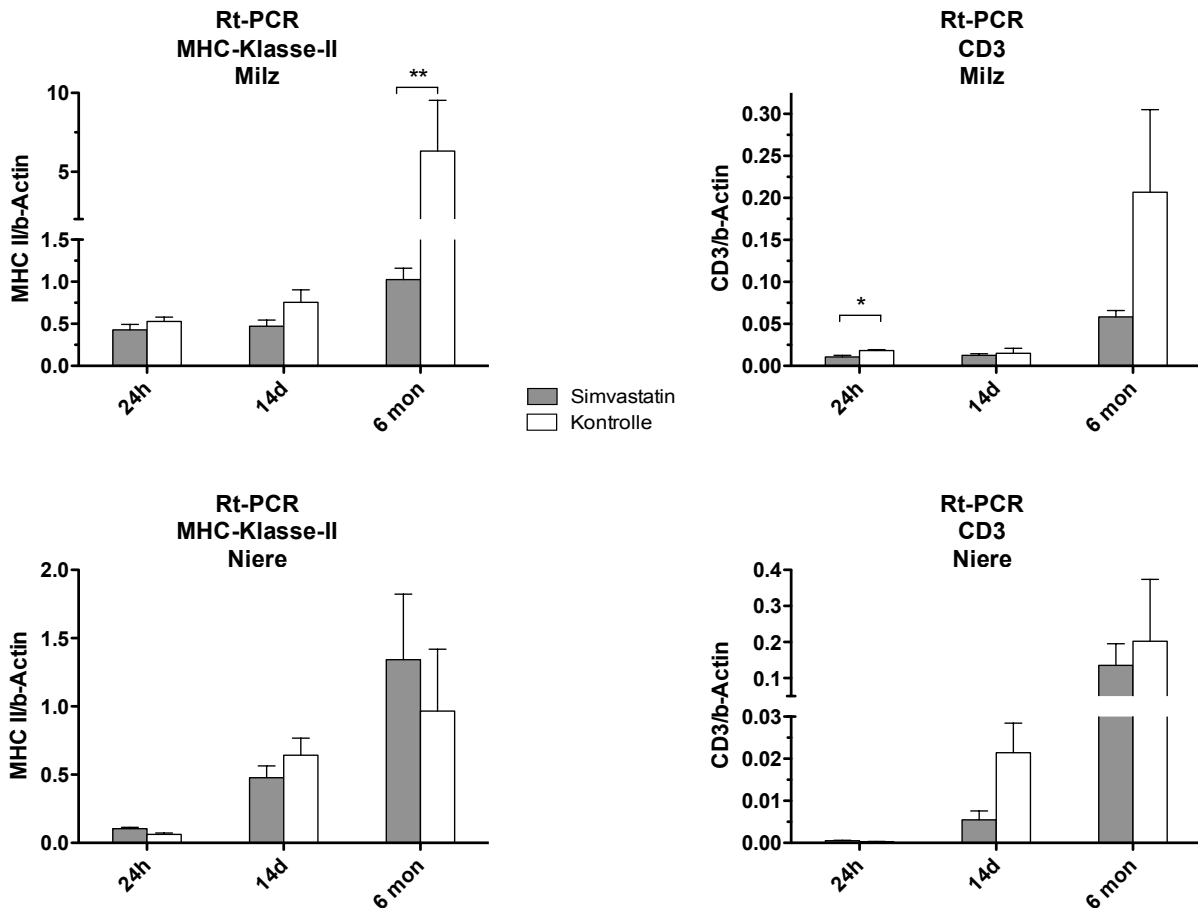 Rt-PCR
MHC-Klasse-II
Milz
**
10
5
1.5
1.0
0.5
0.0
MHC II/b-Actin
24h
14d
6 mon
Rt-PCR
CD3
Milz
*
0.30
0.25
0.20
0.15
0.10
0.05
0.00
CD3/b-Actin
24h
14d
6 mon
Simvastatin
Kontrolle
Rt-PCR
MHC-Klasse-II
Niere
2.0
1.5
1.0
0.5
0.0
MHC II/b-Actin
24h
14d
6 mon
Rt-PCR
CD3
Niere
0.4
0.3
0.2
0.1
0.03
0.02
0.01
0.00
CD3/b-Actin
24h
14d
6 mon